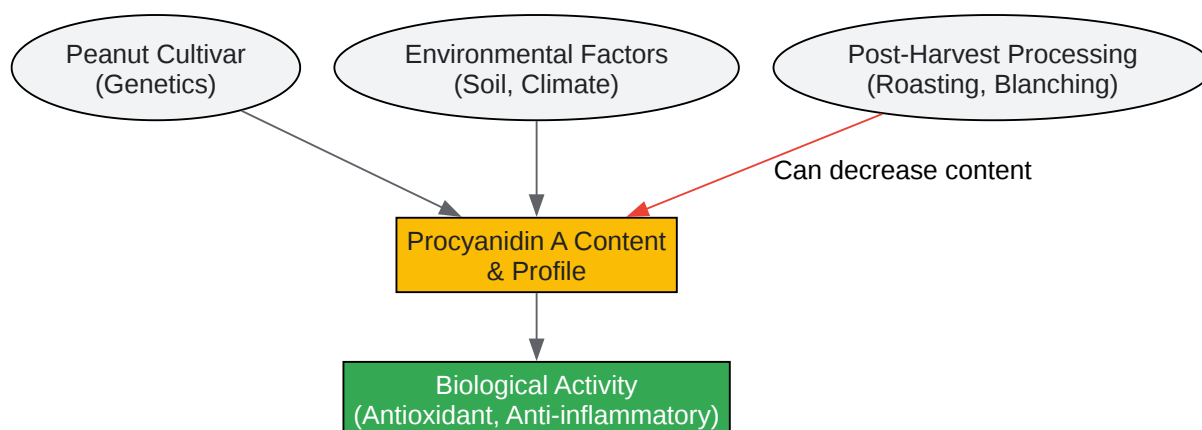 Peanut Cultivar
(Genetics)
Environmental Factors
(Soil, Climate)
Post-Harvest Processing
(Roasting, Blanching)
Can decrease content
Procyanidin A Content
& Profile
Biological Activity
(Antioxidant, Anti-inflammatory)